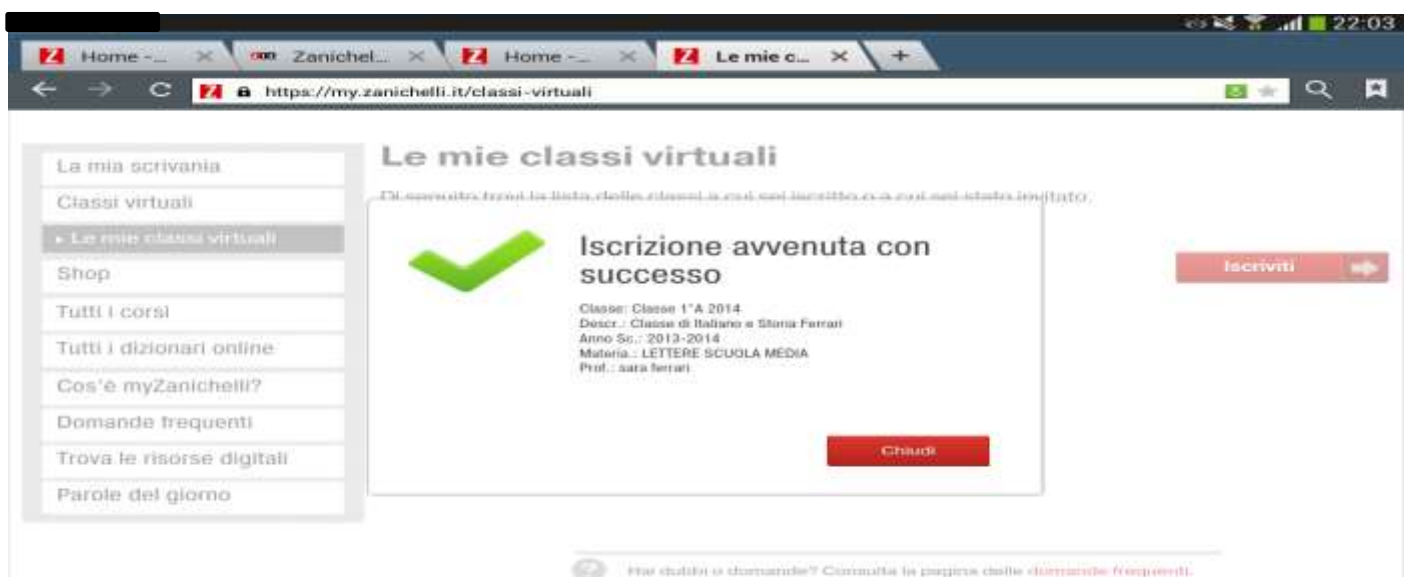 22:03
Home -...
Zanichel...
Home -...
Le mie c...
https://my.zanichelli.it/classi-virtuali
La mia scrivania
Classi virtuali
Le mie classi virtuali
Shop
Tutti i corsi
Tutti i dizionari online
Cos'è myZanichelli?
Domande frequenti
Trova le risorse digitali
Parole del giorno
Le mie classi virtuali
Di seguito trovi la lista delle classi a cui sei iscritto o a cui sei stato invitato.
Iscriviti
Iscrizione avvenuta con
successo
Classe: Classe 1°A 2014
Descr.: Classe di Italiano e Storia Ferrari
Anno Sc.: 2013-2014
Materia.: LETTERE SCUOLA MEDIA
Prof.: sara ferrari
Chiudi
Hai dubbi o domande? Consulta la pagina delle domande frequenti.